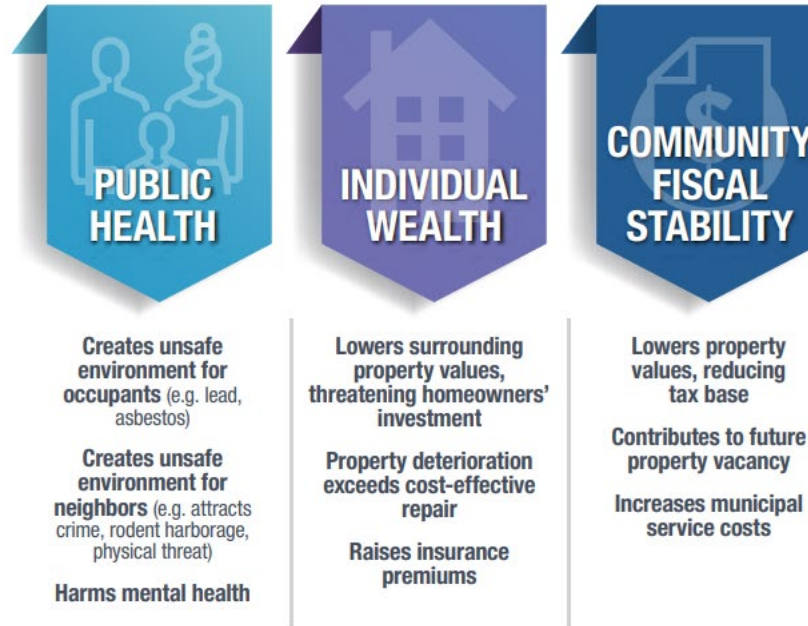 PUBLIC
HEALTH
Creates unsafe
environment for
occupants (e.g. lead,
asbestos)
Creates unsafe
environment for
neighbors (e.g. attracts
crime, rodent harborage,
physical threat)
Harms mental health
INDIVIDUAL
WEALTH
Lowers surrounding
property values,
threatening homeowners’
investment
Property deterioration
exceeds cost-effective
repair
Raises insurance
premiums
COMMUNITY
FISCAL
STABILITY
Lowers property
values, reducing
tax base
Contributes to future
property vacancy
Increases municipal
service costs